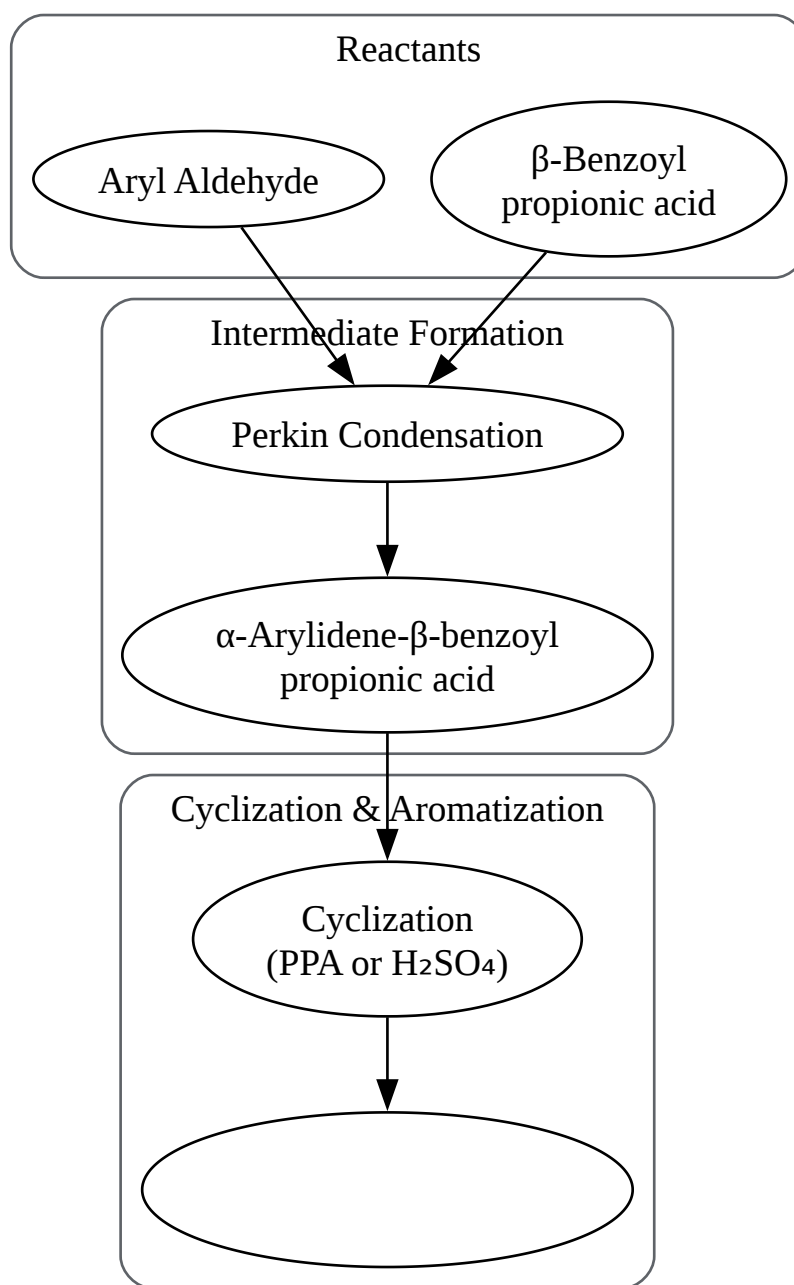 Reactants
Aryl Aldehyde
β-Benzoyl
propionic acid
Intermediate Formation
Perkin Condensation
α-Arylidene-β-benzoyl
propionic acid
Cyclization & Aromatization
Cyclization
(PPA or H₂SO₄)